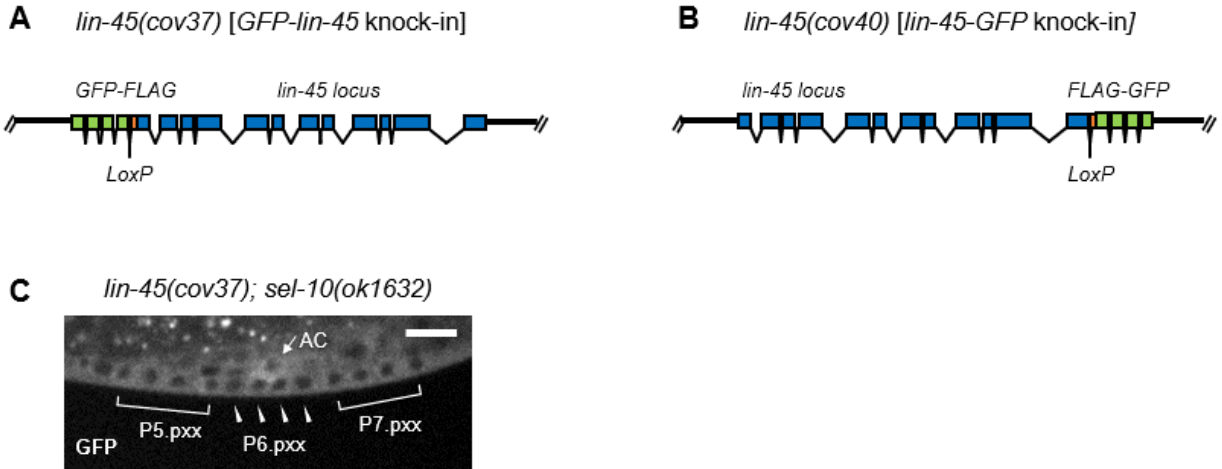 A lin-45(cov37) [GFP-lin-45 knock-in]
GFP-FLAG lin-45 locus
LoxP
B lin-45(cov40) [lin-45-GFP knock-in]
lin-45 locus FLAG-GFP
LoxP
C lin-45(cov37); sel-10(ok1632)
AC
P5.pxx P6.pxx P7.pxx
GFP